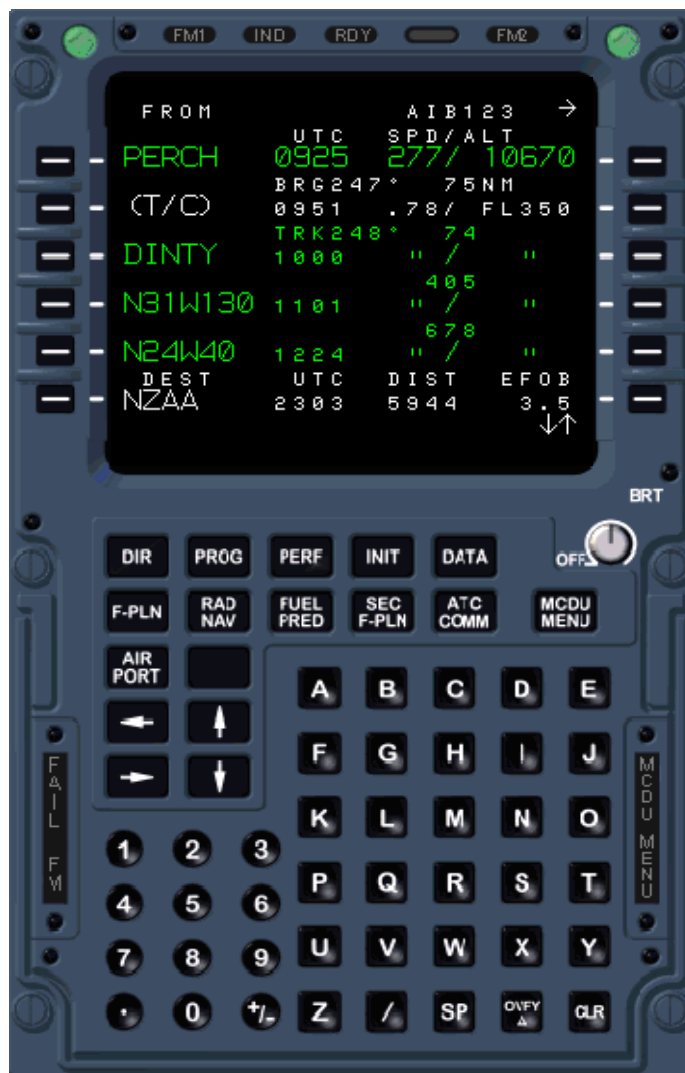 FM1 IND RDY FM2
FROM AIB123 →
UTC SPD/ALT
PERCH 0925 277/ 10670
BRG247° 75NM
(T/C) 0951 .78/ FL350
TRK248° 74
DINTY 1000 " / "
405
N31W130 1101 " / "
678
N24W40 1224 " / "
DEST UTC DIST EFOB
NZAA 2303 5944 3.5
↓↑
BRT
OFF
DIR PROG PERF INIT DATA
F-PLN RAD NAV FUEL PRED SEC F-PLN ATC COMM MCDU MENU
AIR PORT
← ↑
→ ↓
A B C D E
F G H I J
K L M N O
P Q R S T
U V W X Y
Z / SP OVFY Δ CLR
1 2 3
4 5 6
7 8 9
. 0 +/-
FAIL FM
MCDU MENU